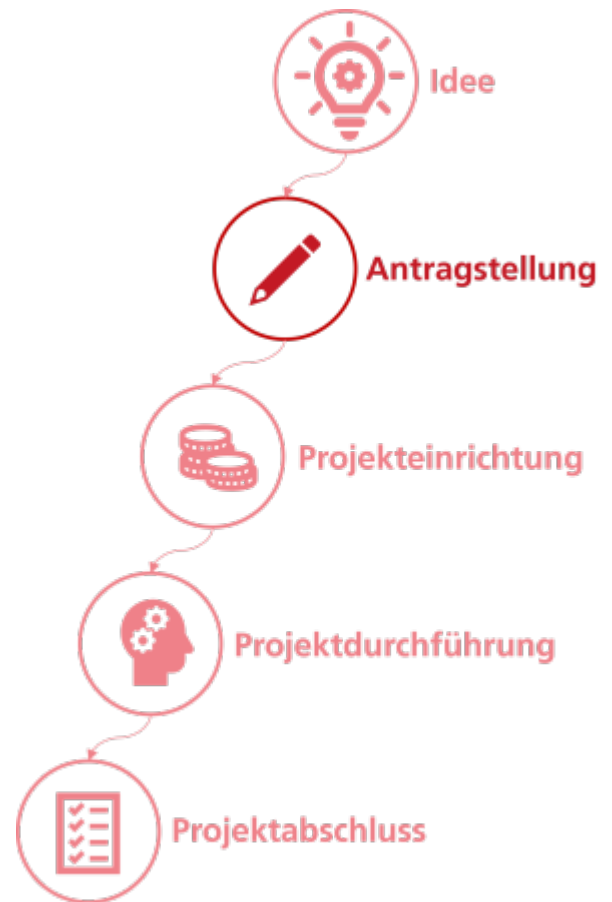 Idee
Antragstellung
Projekteinrichtung
Projektdurchführung
Projektabschluss